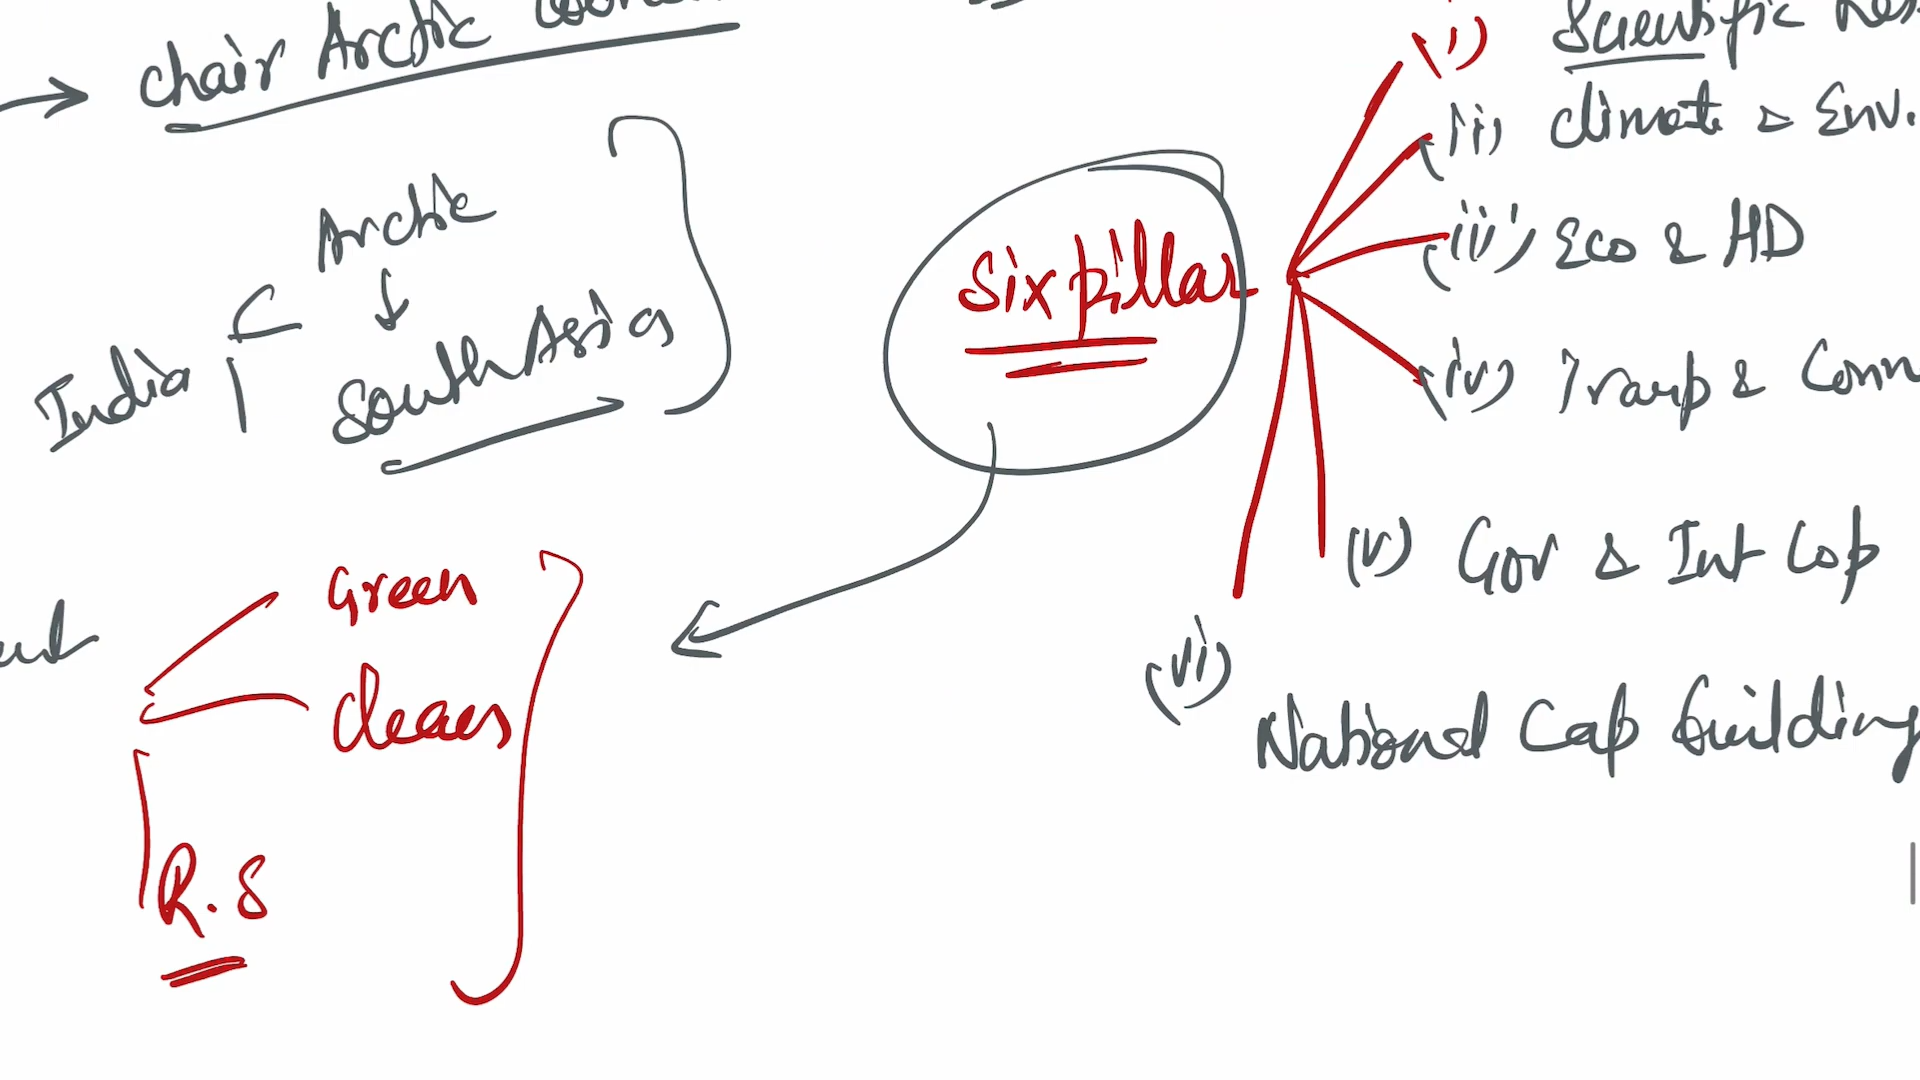 chair Arctic
Arctic
India
South Asia
Six pillar
(i) Scientific Res
(ii) climate & Env.
(iii) Eco & HD
(iv) Transp & Conn
(v) Gov & Int Cop
(vi)
National Cap building
Green
clean
R.S